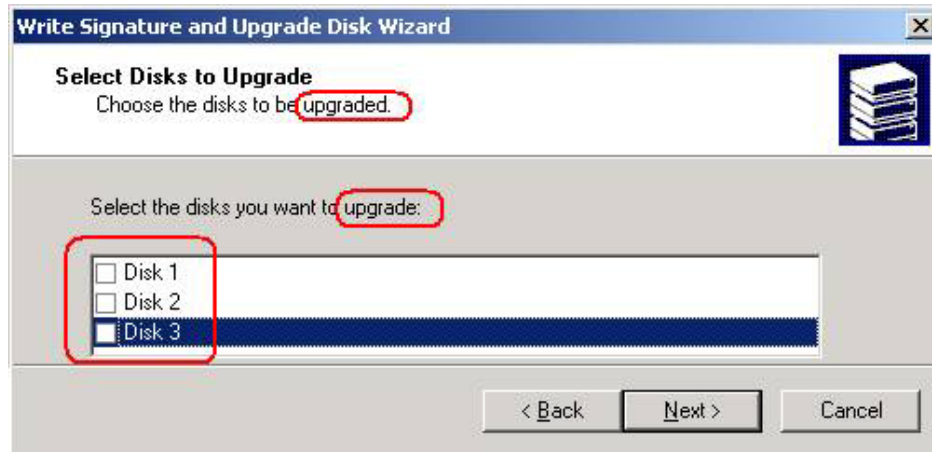 Write Signature and Upgrade Disk Wizard
Select Disks to Upgrade
Choose the disks to be upgraded.
Select the disks you want to upgrade:
Disk 1
Disk 2
Disk 3
< Back Next > Cancel